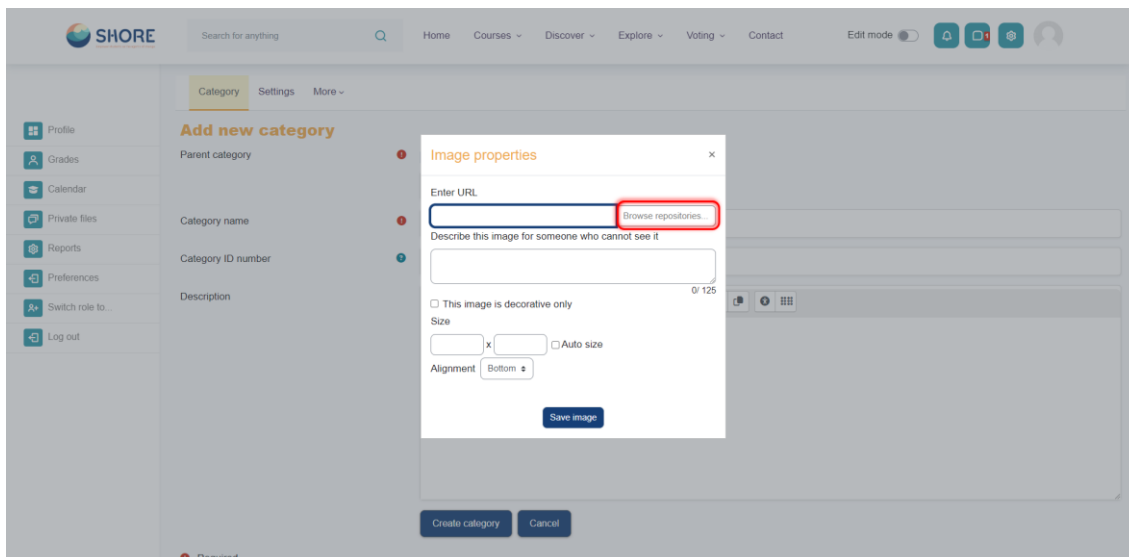 SHORE
Search for anything
Home Courses Discover Explore Voting Contact
Edit mode
Category Settings More
Profile
Grades
Calendar
Private files
Reports
Preferences
Switch role to...
Log out
Add new category
Parent category
Category name
Category ID number
Description
Image properties ×
Enter URL
Browse repositories...
Describe this image for someone who cannot see it
0/ 125
This image is decorative only
Size
x Auto size
Alignment Bottom
Save image
Create category Cancel
Required